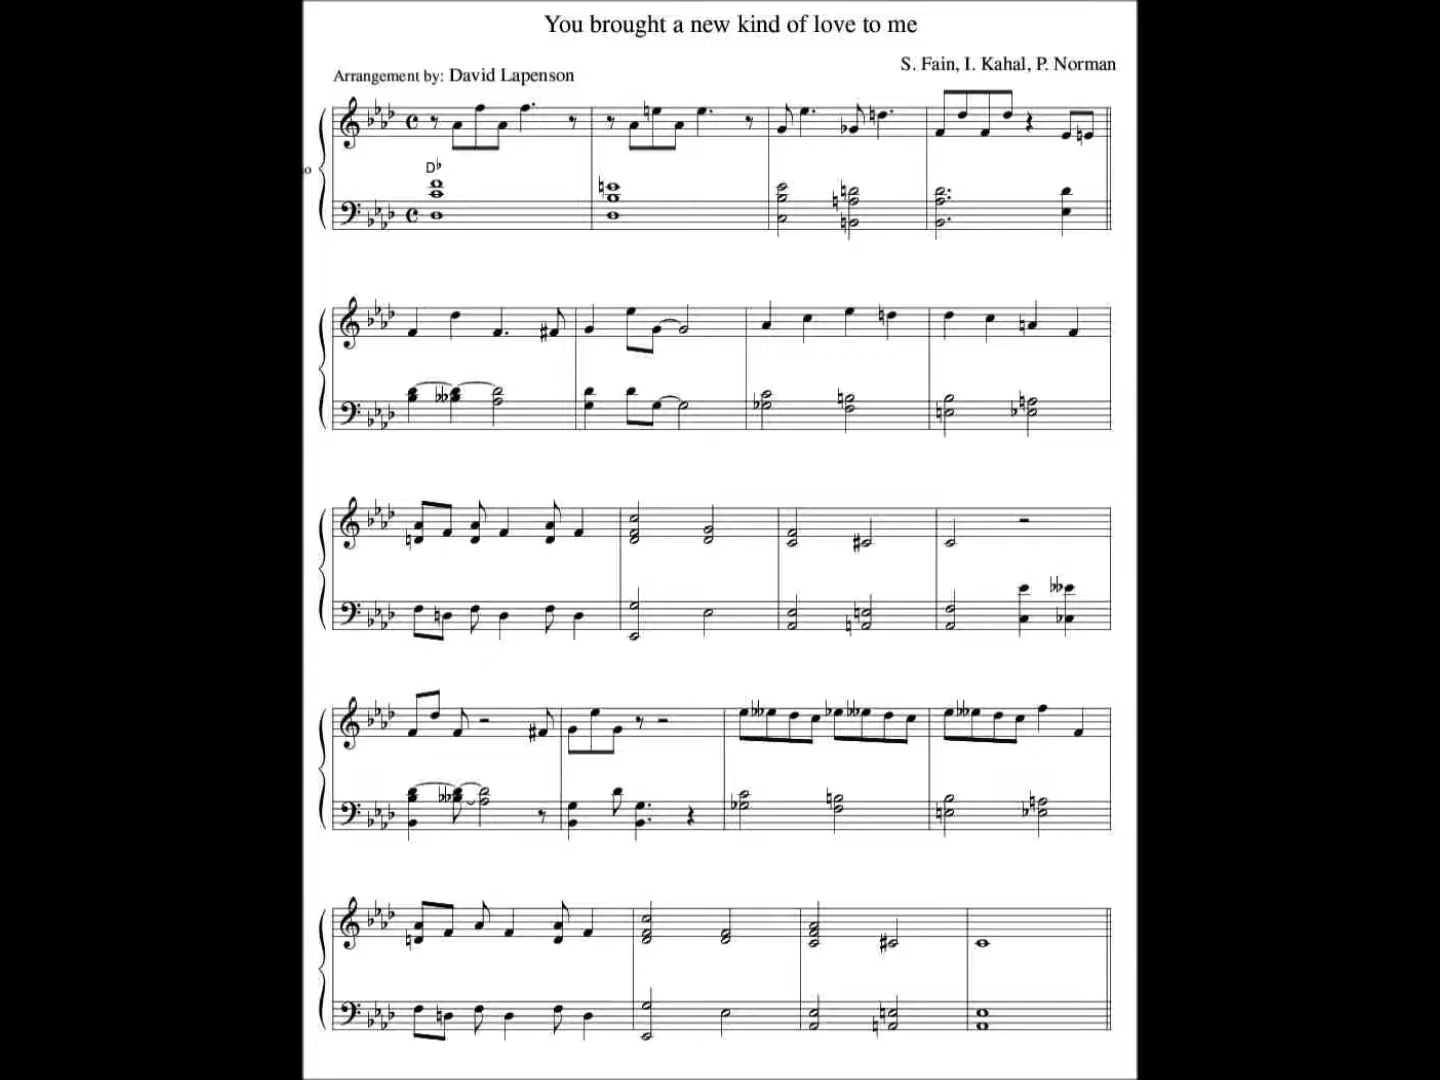 You brought a new kind of love to me
S. Fain, I. Kahal, P. Norman
Arrangement by: David Lapenson
D♭
o